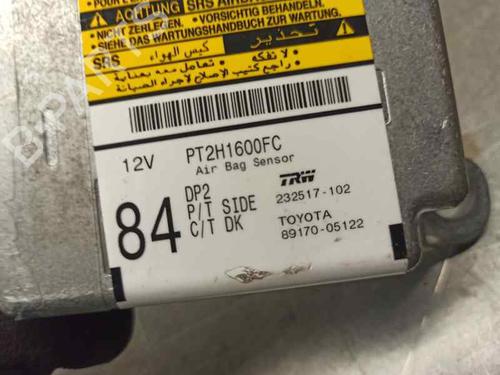 ACHTUNG SRS AIRBAG
•NICHT ZERLEGEN.
•VORSICHTIG BEHANDELN.
•SIEHE DAS WARTUNGSHANDBUCH ZUR WARTUNG.
تحذير
SRS كيس الهواء
•لا تفكه
•تعامل معه بعناية
•راجع كتيب الإصلاح لإجراء الصيانة
12V PT2H1600FC
Air Bag Sensor
84
DP2
P/T SIDE
C/T DK
TRW
232517-102
TOYOTA
89170-05122